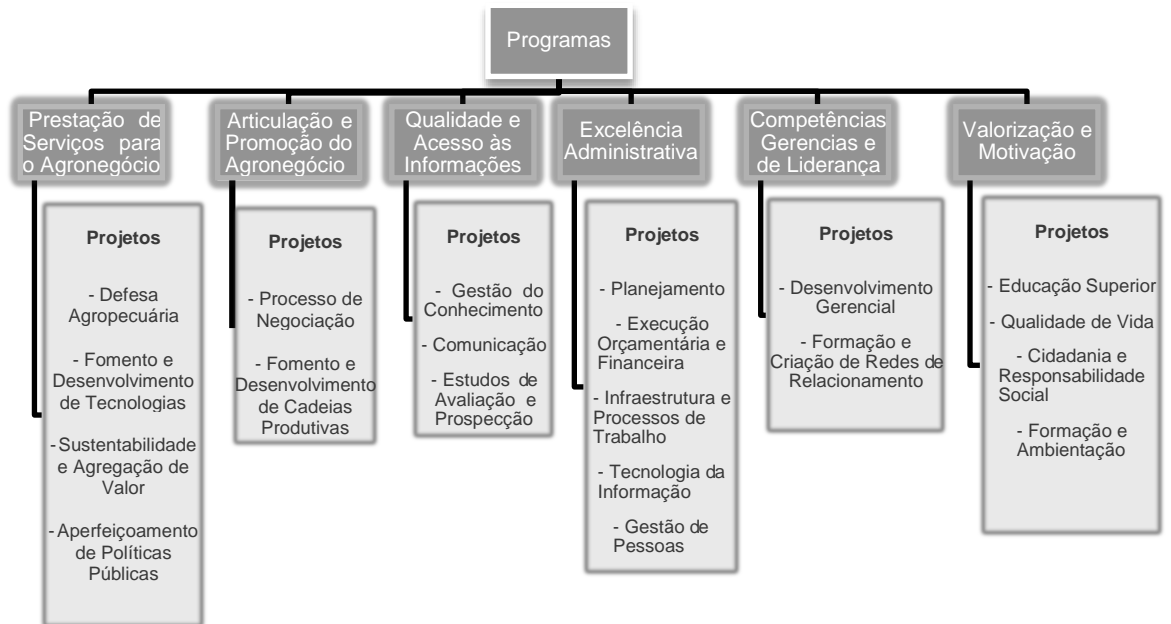 Programas
Prestação de
Serviços para
o Agronegócio
Articulação e
Promoção do
Agronegócio
Qualidade e
Acesso às
Informações
Excelência
Administrativa
Competências
Gerencias e
de Liderança
Valorização e
Motivação
Projetos
- Defesa
Agropecuária
- Fomento e
Desenvolvimento
de Tecnologias
- Sustentabilidade
e Agregação de
Valor
- Aperfeiçoamento
de Políticas
Públicas
Projetos
- Processo de
Negociação
- Fomento e
Desenvolvimento
de Cadeias
Produtivas
Projetos
- Gestão do
Conhecimento
- Comunicação
- Estudos de
Avaliação e
Prospecção
Projetos
- Planejamento
- Execução
Orçamentária e
Financeira
- Infraestrutura e
Processos de
Trabalho
- Tecnologia da
Informação
- Gestão de
Pessoas
Projetos
- Desenvolvimento
Gerencial
- Formação e
Criação de Redes de
Relacionamento
Projetos
- Educação Superior
- Qualidade de Vida
- Cidadania e
Responsabilidade
Social
- Formação e
Ambientação